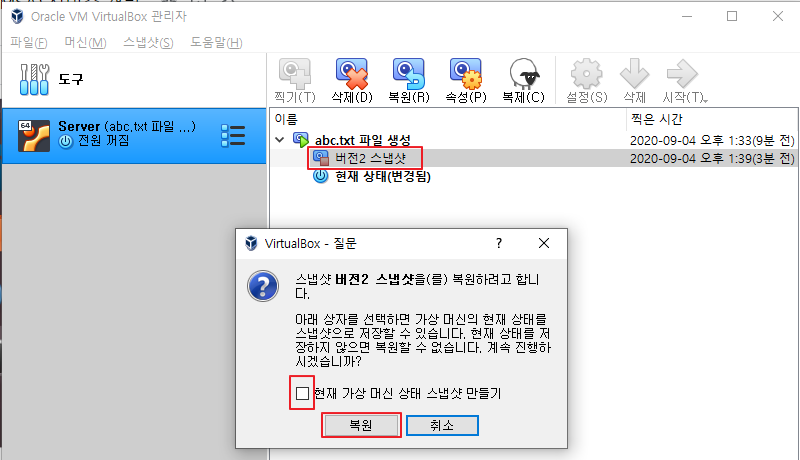 Oracle VM VirtualBox 관리자
파일(F) 머신(M) 스냅샷(S) 도움말(H)
도구
찍기(T) 삭제(D) 복원(R) 속성(P) 복제(C) 설정(S) 삭제 시작(T)
64
Server (abc.txt 파일 ...)
전원 꺼짐
이름 찍은 시간
abc.txt 파일 생성 2020-09-04 오후 1:33(9분 전)
버전2 스냅샷 2020-09-04 오후 1:39(3분 전)
현재 상태(변경됨)
VirtualBox - 질문 ?
스냅샷 버전2 스냅샷을(를) 복원하려고 합니
다.
아래 상자를 선택하면 가상 머신의 현재 상태를
스냅샷으로 저장할 수 있습니다. 현재 상태를 저
장하지 않으면 복원할 수 없습니다. 계속 진행하
시겠습니까?
현재 가상 머신 상태 스냅샷 만들기
복원 취소